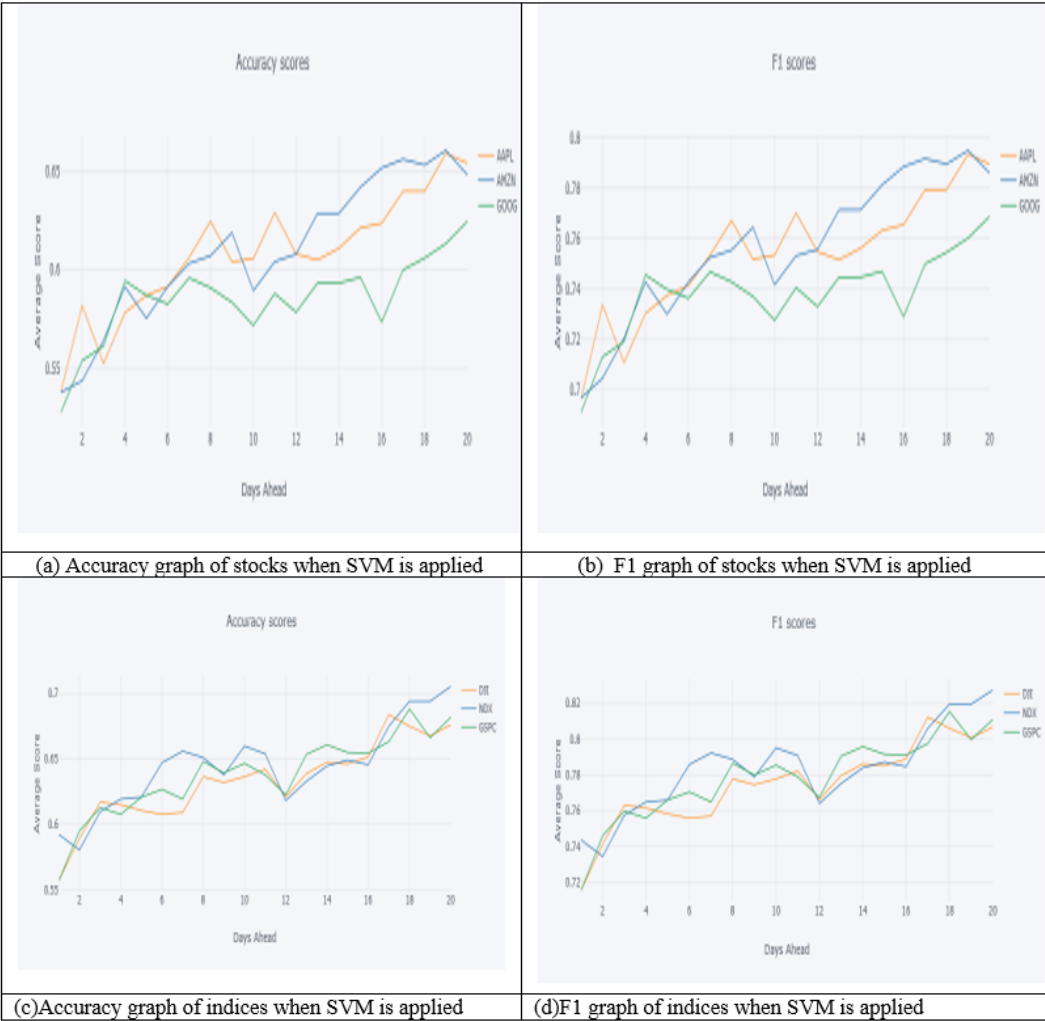 Accuracy scores
0.65
0.6
0.55
Average Score
2 4 6 8 10 12 14 16 18 20
Days Ahead
AAPL
AMZN
GOOG
(a) Accuracy graph of stocks when SVM is applied
F1 scores
0.8
0.78
0.76
0.74
0.72
0.7
Average Score
2 4 6 8 10 12 14 16 18 20
Days Ahead
AAPL
AMZN
GOOG
(b) F1 graph of stocks when SVM is applied
Accuracy scores
0.7
0.65
0.6
0.55
Average Score
2 4 6 8 10 12 14 16 18 20
Days Ahead
NDX
GSPC
(c)Accuracy graph of indices when SVM is applied
F1 scores
0.82
0.8
0.78
0.76
0.74
0.72
Average Score
2 4 6 8 10 12 14 16 18 20
Days Ahead
NDX
GSPC
(d)F1 graph of indices when SVM is applied